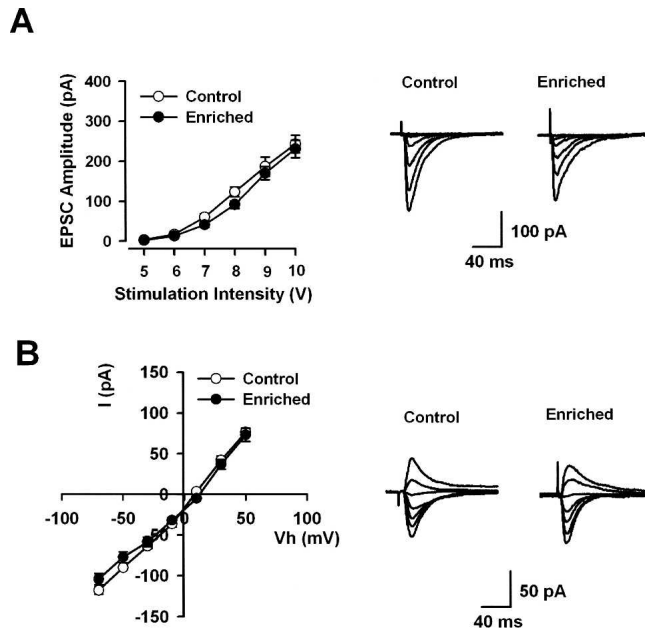 A
400
300
200
100
0
EPSC Amplitude (pA)
Control
Enriched
5 6 7 8 9 10
Stimulation Intensity (V)
Control Enriched
100 pA
40 ms
B
150
100
50
0
-50
-100
-150
I (pA)
Control
Enriched
-100 -50 0 50 100
Vh (mV)
Control Enriched
50 pA
40 ms